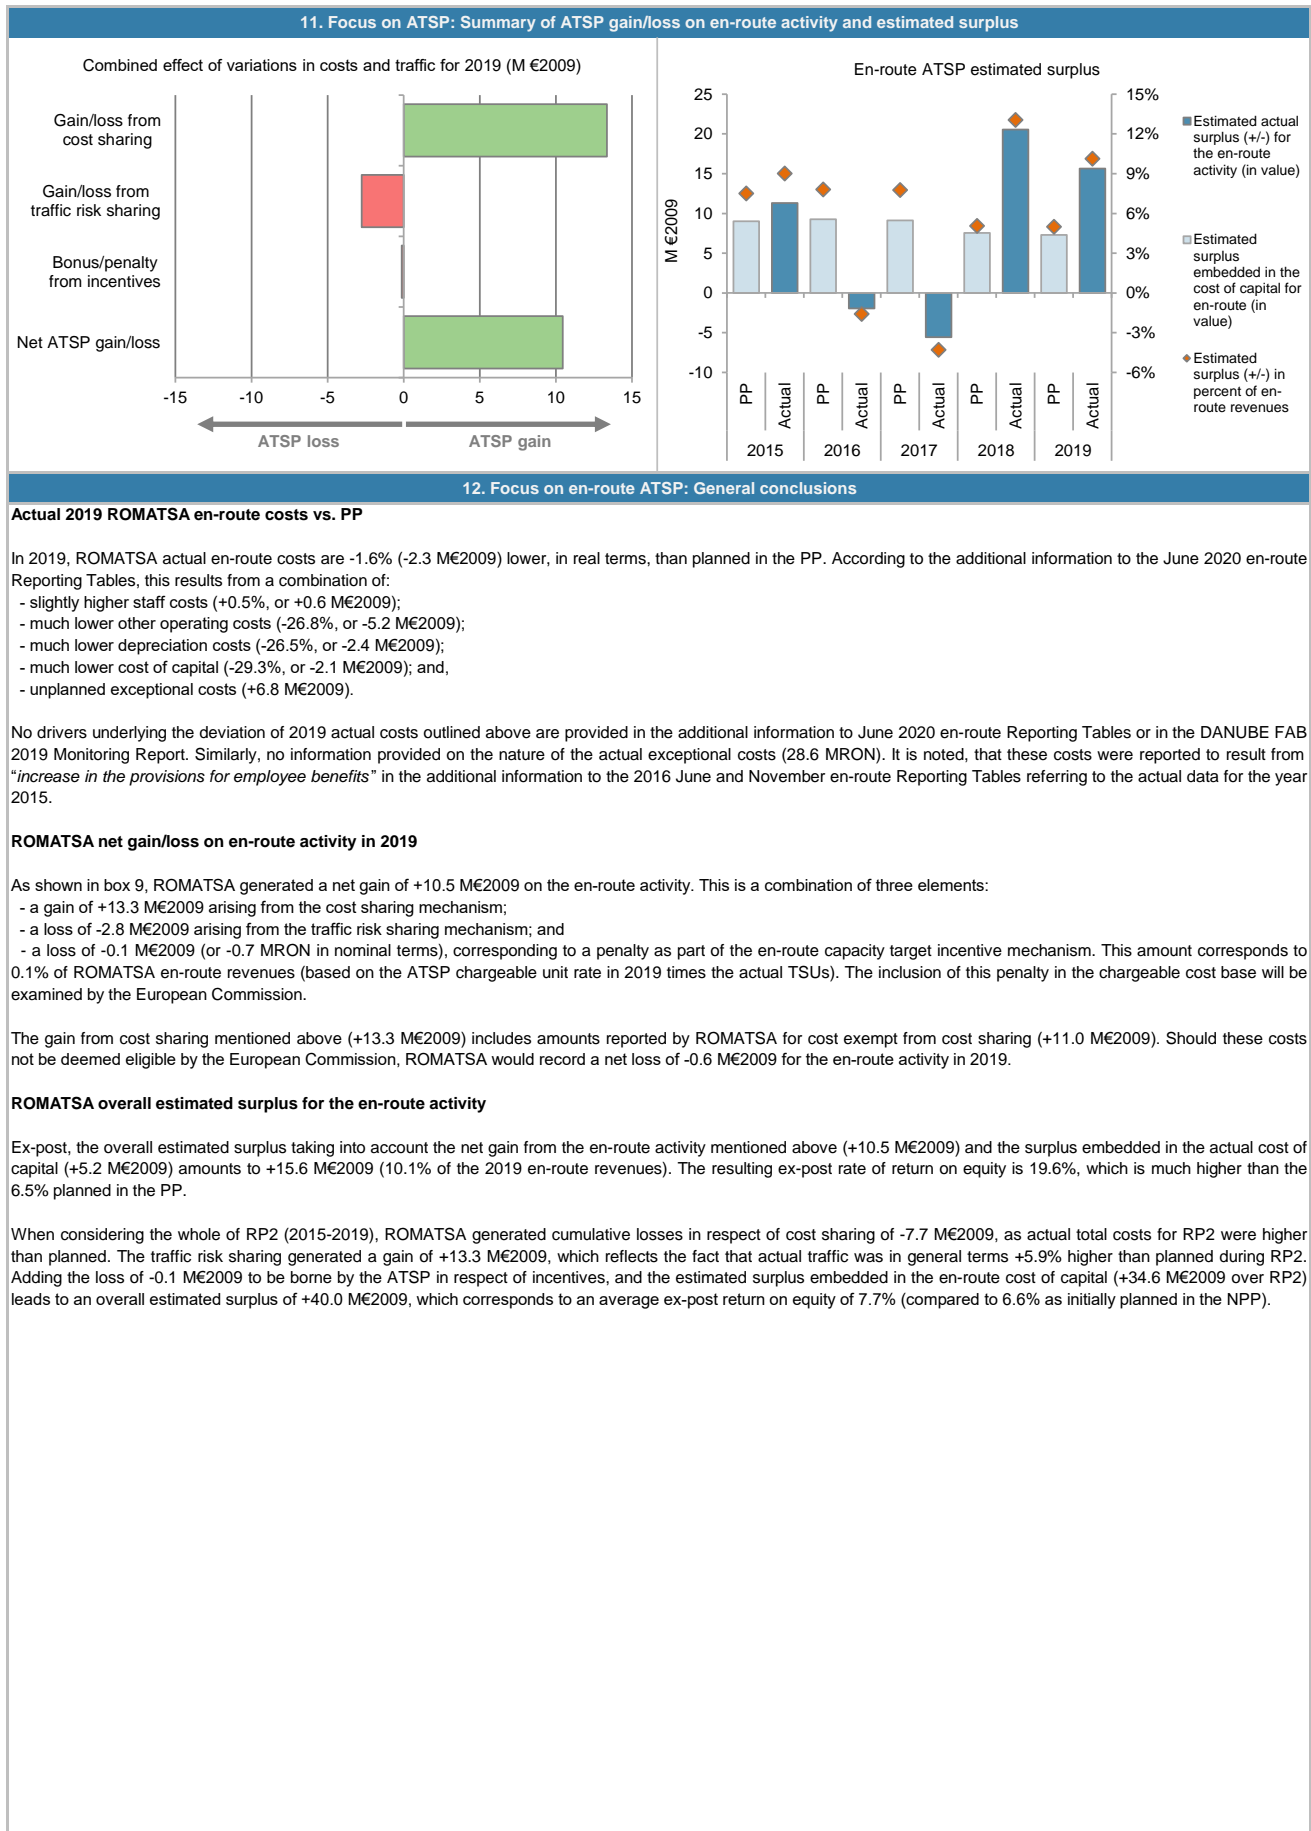 11. Focus on ATSP: Summary of ATSP gain/loss on en-route activity and estimated surplus
Combined effect of variations in costs and traffic for 2019 (M €2009)
Gain/loss from
cost sharing
Gain/loss from
traffic risk sharing
Bonus/penalty
from incentives
Net ATSP gain/loss
-15 -10 -5 0 5 10 15
ATSP loss ATSP gain
En-route ATSP estimated surplus
M €2009
25
20
15
10
5
0
-5
-10
15%
12%
9%
6%
3%
0%
-3%
-6%
PP Actual PP Actual PP Actual PP Actual PP Actual
2015 2016 2017 2018 2019
Estimated actual
surplus (+/-) for
the en-route
activity (in value)
Estimated
surplus
embedded in the
cost of capital for
en-route (in
value)
Estimated
surplus (+/-) in
percent of en-
route revenues
12. Focus on en-route ATSP: General conclusions
Actual 2019 ROMATSA en-route costs vs. PP
In 2019, ROMATSA actual en-route costs are -1.6% (-2.3 M€2009) lower, in real terms, than planned in the PP. According to the additional information to the June 2020 en-route
Reporting Tables, this results from a combination of:
- slightly higher staff costs (+0.5%, or +0.6 M€2009);
- much lower other operating costs (-26.8%, or -5.2 M€2009);
- much lower depreciation costs (-26.5%, or -2.4 M€2009);
- much lower cost of capital (-29.3%, or -2.1 M€2009); and,
- unplanned exceptional costs (+6.8 M€2009).
No drivers underlying the deviation of 2019 actual costs outlined above are provided in the additional information to June 2020 en-route Reporting Tables or in the DANUBE FAB
2019 Monitoring Report. Similarly, no information provided on the nature of the actual exceptional costs (28.6 MRON). It is noted, that these costs were reported to result from
“increase in the provisions for employee benefits” in the additional information to the 2016 June and November en-route Reporting Tables referring to the actual data for the year
2015.
ROMATSA net gain/loss on en-route activity in 2019
As shown in box 9, ROMATSA generated a net gain of +10.5 M€2009 on the en-route activity. This is a combination of three elements:
- a gain of +13.3 M€2009 arising from the cost sharing mechanism;
- a loss of -2.8 M€2009 arising from the traffic risk sharing mechanism; and
- a loss of -0.1 M€2009 (or -0.7 MRON in nominal terms), corresponding to a penalty as part of the en-route capacity target incentive mechanism. This amount corresponds to
0.1% of ROMATSA en-route revenues (based on the ATSP chargeable unit rate in 2019 times the actual TSUs). The inclusion of this penalty in the chargeable cost base will be
examined by the European Commission.
The gain from cost sharing mentioned above (+13.3 M€2009) includes amounts reported by ROMATSA for cost exempt from cost sharing (+11.0 M€2009). Should these costs
not be deemed eligible by the European Commission, ROMATSA would record a net loss of -0.6 M€2009 for the en-route activity in 2019.
ROMATSA overall estimated surplus for the en-route activity
Ex-post, the overall estimated surplus taking into account the net gain from the en-route activity mentioned above (+10.5 M€2009) and the surplus embedded in the actual cost of
capital (+5.2 M€2009) amounts to +15.6 M€2009 (10.1% of the 2019 en-route revenues). The resulting ex-post rate of return on equity is 19.6%, which is much higher than the
6.5% planned in the PP.
When considering the whole of RP2 (2015-2019), ROMATSA generated cumulative losses in respect of cost sharing of -7.7 M€2009, as actual total costs for RP2 were higher
than planned. The traffic risk sharing generated a gain of +13.3 M€2009, which reflects the fact that actual traffic was in general terms +5.9% higher than planned during RP2.
Adding the loss of -0.1 M€2009 to be borne by the ATSP in respect of incentives, and the estimated surplus embedded in the en-route cost of capital (+34.6 M€2009 over RP2)
leads to an overall estimated surplus of +40.0 M€2009, which corresponds to an average ex-post return on equity of 7.7% (compared to 6.6% as initially planned in the NPP).